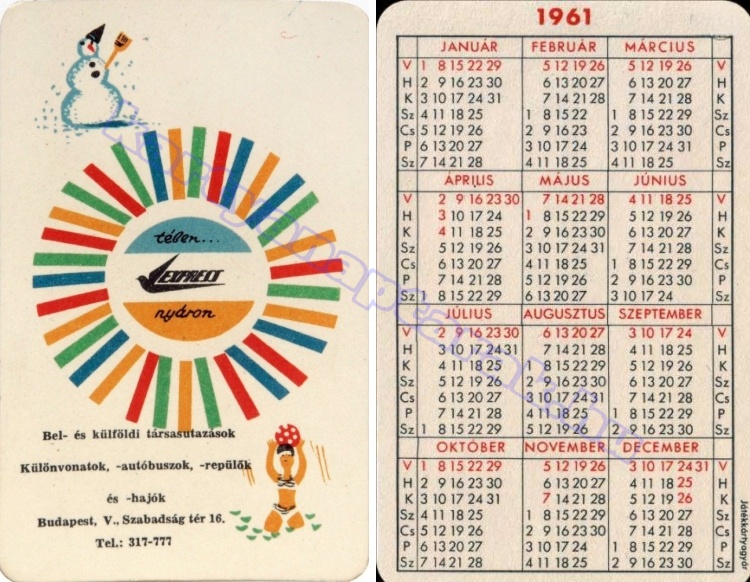 télen...
EXPRESS
nyáron
Bel- és külföldi társasutazások
Különvonatok, -autóbuszok, -repülők
és -hajók
Budapest, V., Szabadság tér 16.
Tel.: 317-777
kartyanaptarok.hu
1961
JANUÁR FEBRUÁR MÁRCIUS
V 1 8 15 22 29 5 12 19 26 5 12 19 26 V
H 2 9 16 23 30 6 13 20 27 6 13 20 27 H
K 3 10 17 24 31 7 14 21 28 7 14 21 28 K
Sz 4 11 18 25 1 8 15 22 1 8 15 22 29 Sz
Cs 5 12 19 26 2 9 16 23 2 9 16 23 30 Cs
P 6 13 20 27 3 10 17 24 3 10 17 24 31 P
Sz 7 14 21 28 4 11 18 25 4 11 18 25 Sz
ÁPRILIS MÁJUS JÚNIUS
V 2 9 16 23 30 7 14 21 28 4 11 18 25 V
H 3 10 17 24 1 8 15 22 29 5 12 19 26 H
K 4 11 18 25 2 9 16 23 30 6 13 20 27 K
Sz 5 12 19 26 3 10 17 24 31 7 14 21 28 Sz
Cs 6 13 20 27 4 11 18 25 1 8 15 22 29 Cs
P 7 14 21 28 5 12 19 26 2 9 16 23 30 P
Sz 1 8 15 22 29 6 13 20 27 3 10 17 24 Sz
JÚLIUS AUGUSZTUS SZEPTEMBER
V 2 9 16 23 30 6 13 20 27 3 10 17 24 V
H 3 10 17 24 31 7 14 21 28 4 11 18 25 H
K 4 11 18 25 1 8 15 22 29 5 12 19 26 K
Sz 5 12 19 26 2 9 16 23 30 6 13 20 27 Sz
Cs 6 13 20 27 3 10 17 24 31 7 14 21 28 Cs
P 7 14 21 28 4 11 18 25 1 8 15 22 29 P
Sz 1 8 15 22 29 5 12 19 26 2 9 16 23 30 Sz
OKTÓBER NOVEMBER DECEMBER
V 1 8 15 22 29 5 12 19 26 3 10 17 24 31 V
H 2 9 16 23 30 6 13 20 27 4 11 18 25 H
K 3 10 17 24 31 7 14 21 28 5 12 19 26 K
Sz 4 11 18 25 1 8 15 22 29 6 13 20 27 Sz
Cs 5 12 19 26 2 9 16 23 30 7 14 21 28 Cs
P 6 13 20 27 3 10 17 24 1 8 15 22 29 P
Sz 7 14 21 28 4 11 18 25 2 9 16 23 30 Sz
Játékkártyagyár